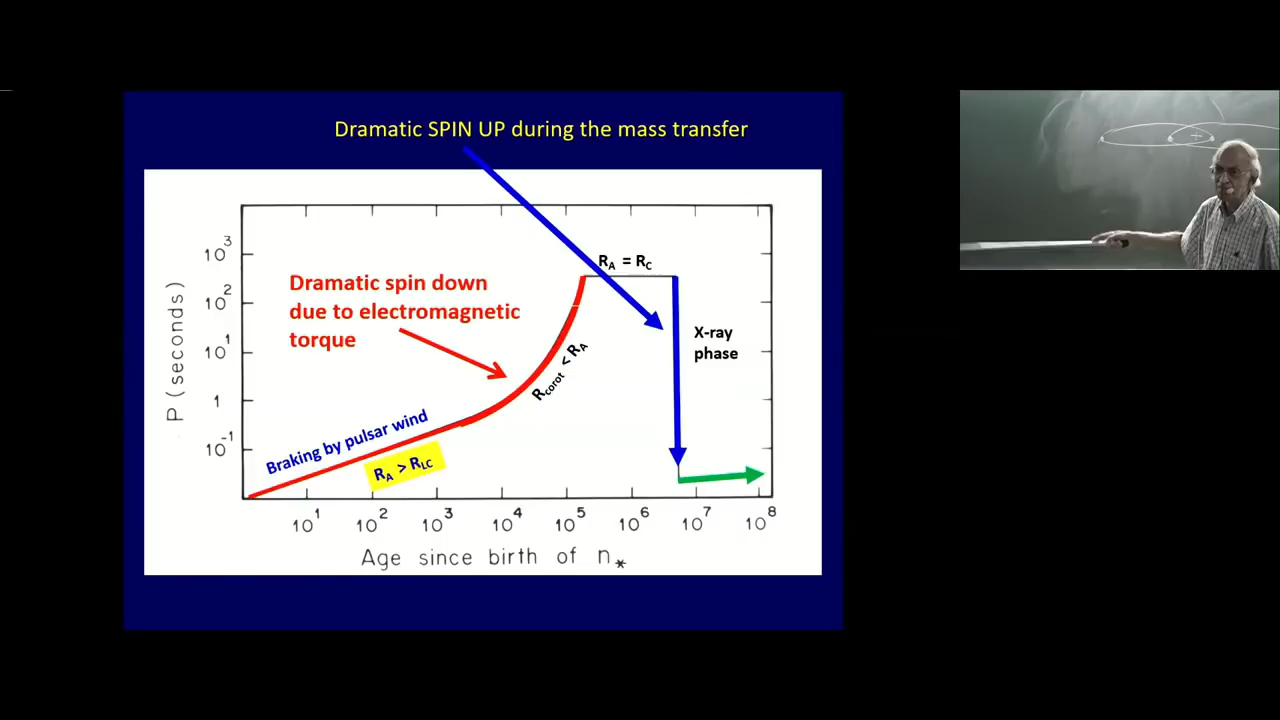 Dramatic SPIN UP during the mass transfer
P (seconds)
10³
10²
10¹
1
10⁻¹
Dramatic spin down
due to electromagnetic
torque
R_A = R_C
X-ray
phase
R_corot < R_A
Braking by pulsar wind
R_A > R_LC
10¹ 10² 10³ 10⁴ 10⁵ 10⁶ 10⁷ 10⁸
Age since birth of n*